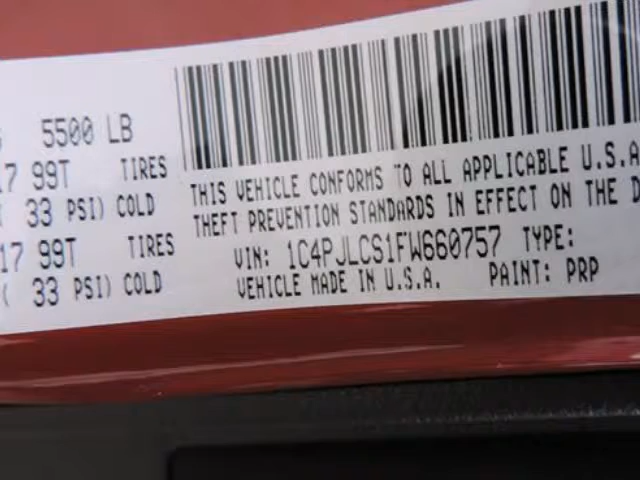 5500 LB
17 99T TIRES
( 33 PSI) COLD
17 99T TIRES
( 33 PSI) COLD
THIS VEHICLE CONFORMS TO ALL APPLICABLE U.S.A
THEFT PREVENTION STANDARDS IN EFFECT ON THE D
VIN: 1C4PJLCS1FW660757 TYPE:
VEHICLE MADE IN U.S.A. PAINT: PRP